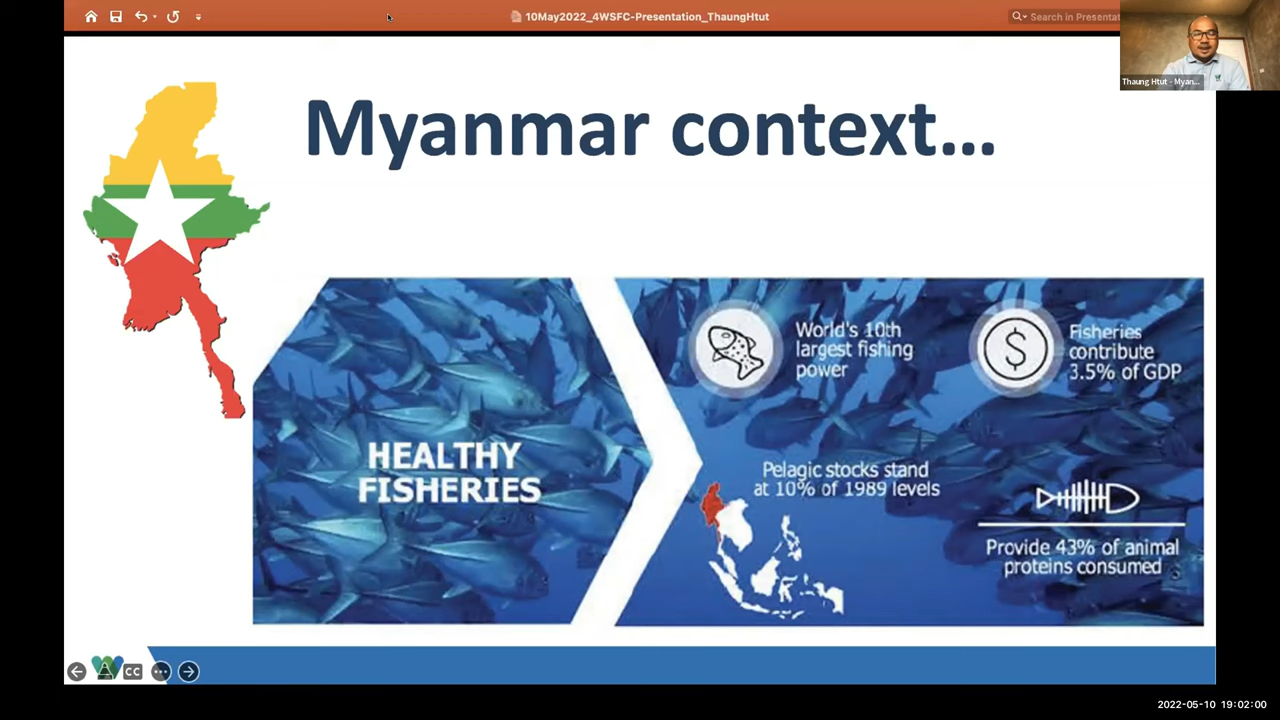 10May2022_4WSFC-Presentation_ThaungHtut
Search in Presentat
Thaung Htut - Myan...
Myanmar context...
HEALTHY
FISHERIES
World's 10th
largest fishing
power
$
Fisheries
contribute
3.5% of GDP
Pelagic stocks stand
at 10% of 1989 levels
Provide 43% of animal
proteins consumed
CC
2022-05-10 19:02:00